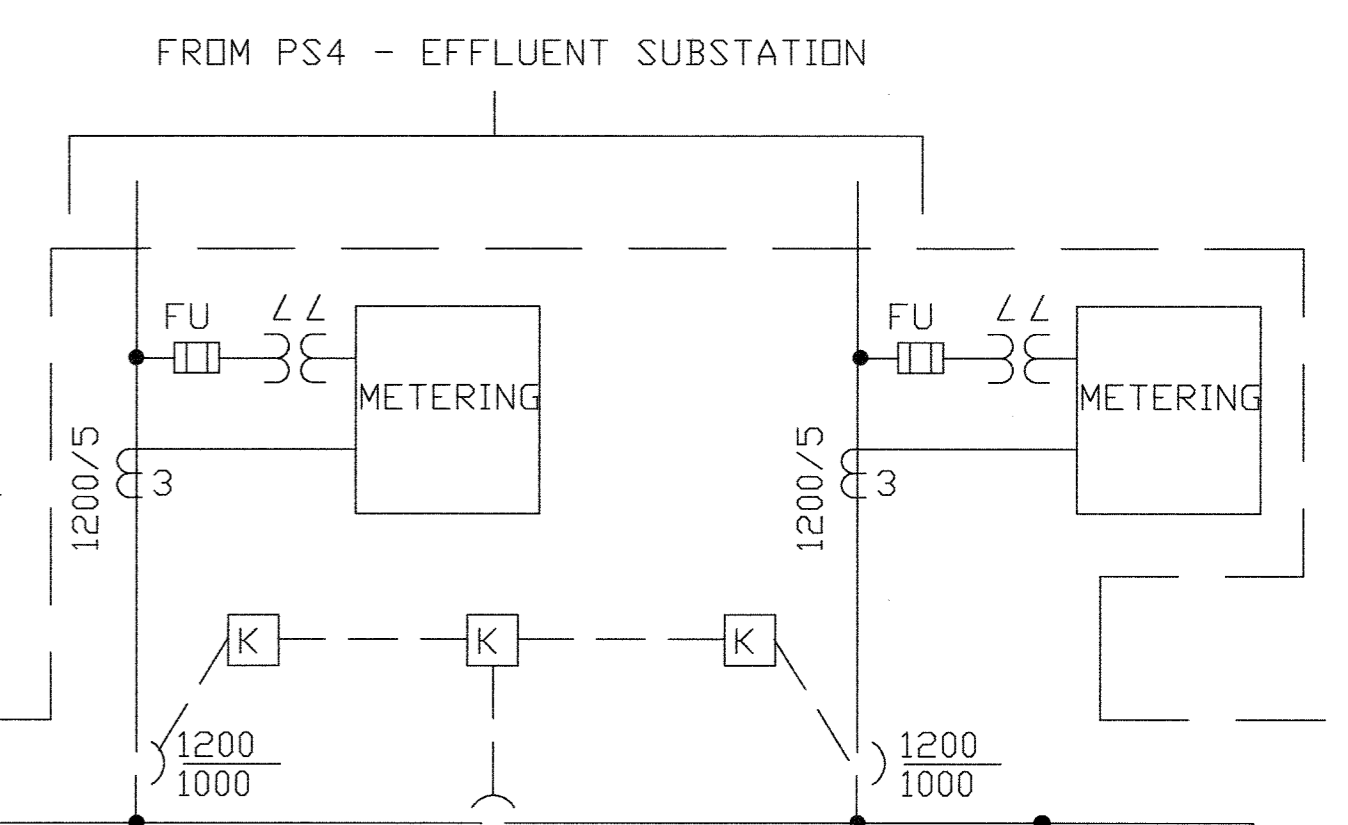 FROM PS4 - EFFLUENT SUBSTATION
FU
FU
METERING
METERING
1200/5
3
1200/5
3
K
K
K
1200
1000
1200
1000